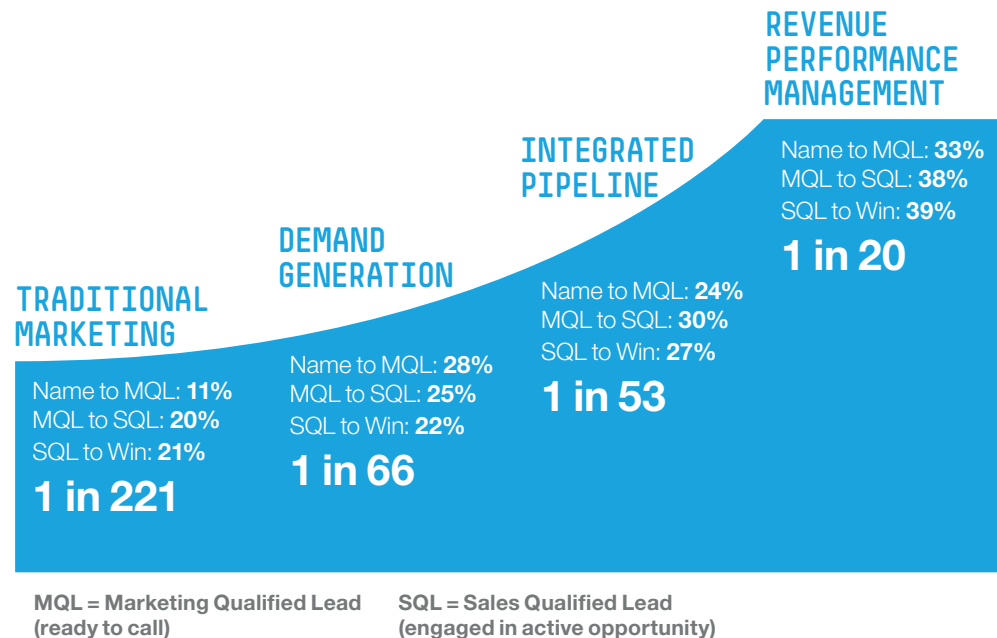 TRADITIONAL
MARKETING
Name to MQL: 11%
MQL to SQL: 20%
SQL to Win: 21%
1 in 221
DEMAND
GENERATION
Name to MQL: 28%
MQL to SQL: 25%
SQL to Win: 22%
1 in 66
INTEGRATED
PIPELINE
Name to MQL: 24%
MQL to SQL: 30%
SQL to Win: 27%
1 in 53
REVENUE
PERFORMANCE
MANAGEMENT
Name to MQL: 33%
MQL to SQL: 38%
SQL to Win: 39%
1 in 20
MQL = Marketing Qualified Lead
(ready to call)
SQL = Sales Qualified Lead
(engaged in active opportunity)